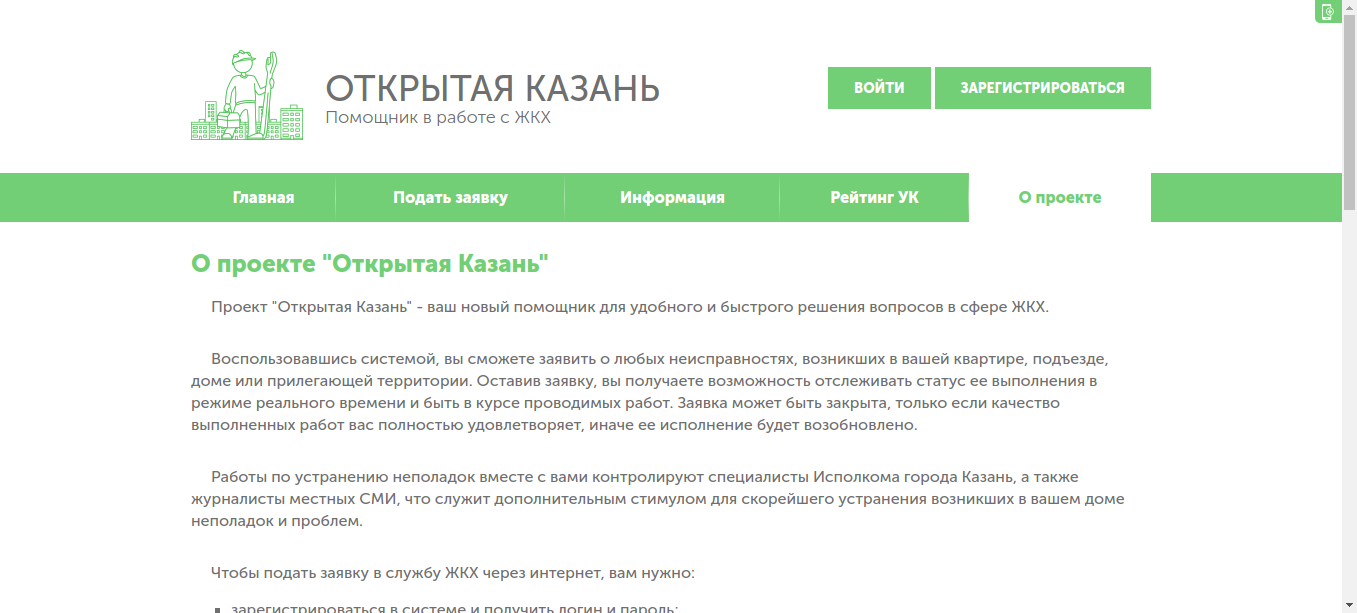 ОТКРЫТАЯ КАЗАНЬ
Помощник в работе с ЖКХ
ВОЙТИ
ЗАРЕГИСТРИРОВАТЬСЯ
Главная
Подать заявку
Информация
Рейтинг УК
О проекте
О проекте "Открытая Казань"
Проект "Открытая Казань" - ваш новый помощник для удобного и быстрого решения вопросов в сфере ЖКХ.
Воспользовавшись системой, вы сможете заявить о любых неисправностях, возникших в вашей квартире, подъезде,
доме или прилегающей территории. Оставив заявку, вы получаете возможность отслеживать статус ее выполнения в
режиме реального времени и быть в курсе проводимых работ. Заявка может быть закрыта, только если качество
выполненных работ вас полностью удовлетворяет, иначе ее исполнение будет возобновлено.
Работы по устранению неполадок вместе с вами контролируют специалисты Исполкома города Казань, а также
журналисты местных СМИ, что служит дополнительным стимулом для скорейшего устранения возникших в вашем доме
неполадок и проблем.
Чтобы подать заявку в службу ЖКХ через интернет, вам нужно:
зарегистрироваться в системе и получить логин и пароль;